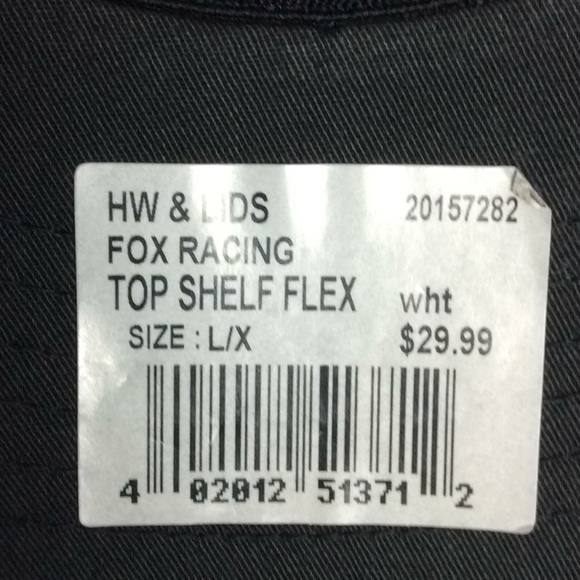 HW & LIDS 20157282
FOX RACING
TOP SHELF FLEX wht
SIZE : L/X $29.99
4 02012 51371 2